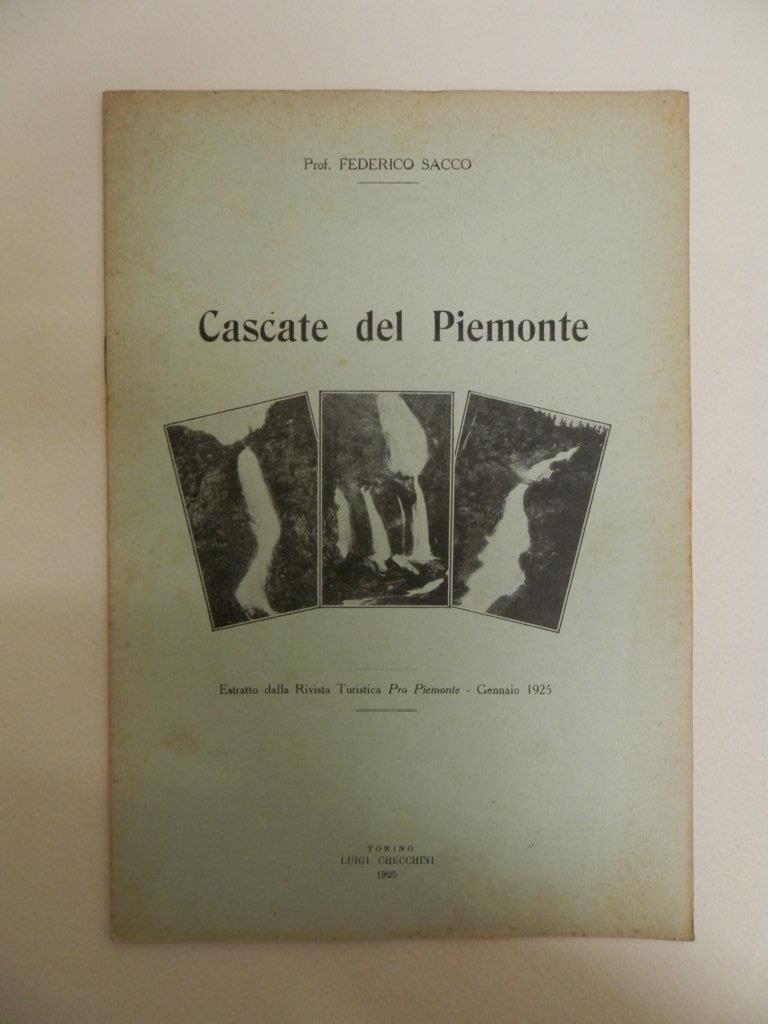 Prof. FEDERICO SACCO
Cascate del Piemonte
Estratto dalla Rivista Turistica Pro Piemonte - Gennaio 1925
TORINO
LUIGI CHECCHINI
1925